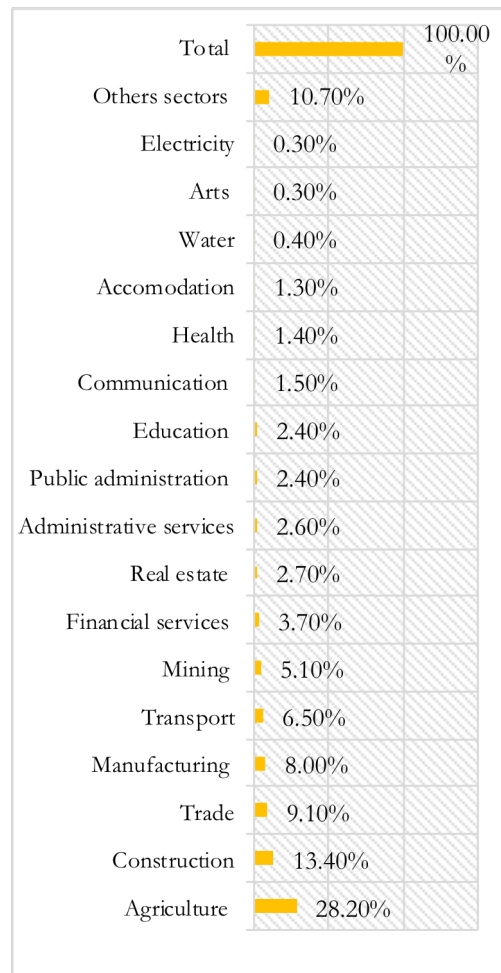 Total 100.00
%
Others sectors 10.70%
Electricity 0.30%
Arts 0.30%
Water 0.40%
Accomodation 1.30%
Health 1.40%
Communication 1.50%
Education 2.40%
Public administration 2.40%
Administrative services 2.60%
Real estate 2.70%
Financial services 3.70%
Mining 5.10%
Transport 6.50%
Manufacturing 8.00%
Trade 9.10%
Construction 13.40%
Agriculture 28.20%